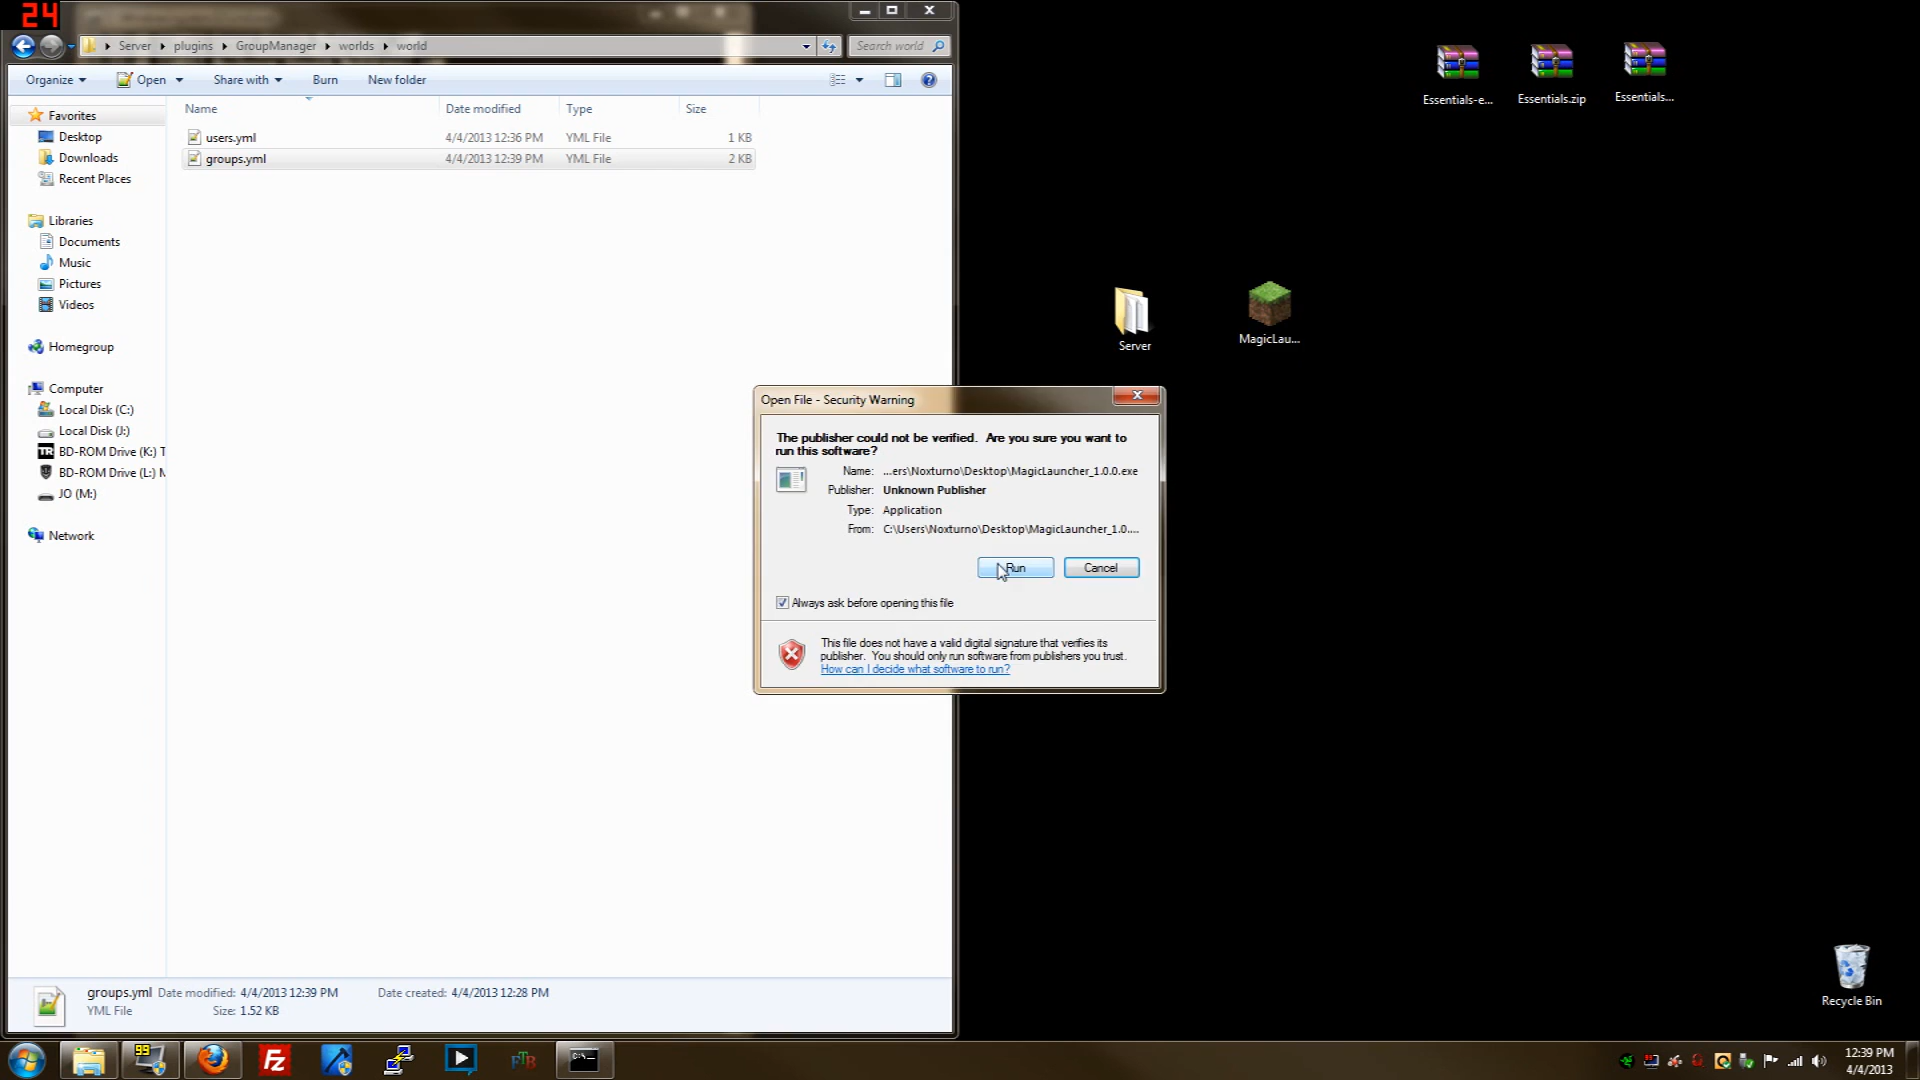 24
Server
plugins
GroupManager
worlds
world
Search world
Organize
Open
Share with
Burn
New folder
Name
Date modified
Type
Size
Favorites
Desktop
Downloads
Recent Places
Libraries
Documents
Music
Pictures
Videos
Homegroup
Computer
Local Disk (C:)
Local Disk (J:)
BD-ROM Drive (K:) T
BD-ROM Drive (L:) M
JO (M:)
Network
users.yml 4/4/2013 12:36 PM YML File 1 KB
groups.yml 4/4/2013 12:39 PM YML File 2 KB
Essentials-e...
Essentials.zip
Essentials...
Server
MagicLau...
Open File - Security Warning
The publisher could not be verified. Are you sure you want to
run this software?
Name: ...ers\Noxturno\Desktop\MagicLauncher_1.0.0.exe
Publisher: Unknown Publisher
Type: Application
From: C:\Users\Noxturno\Desktop\MagicLauncher_1.0....
Run
Cancel
Always ask before opening this file
This file does not have a valid digital signature that verifies its
publisher. You should only run software from publishers you trust.
How can I decide what software to run?
Recycle Bin
groups.yml Date modified: 4/4/2013 12:39 PM Date created: 4/4/2013 12:28 PM
YML File Size: 1.52 KB
99
FZ
FTB
C:\.
12:39 PM
4/4/2013